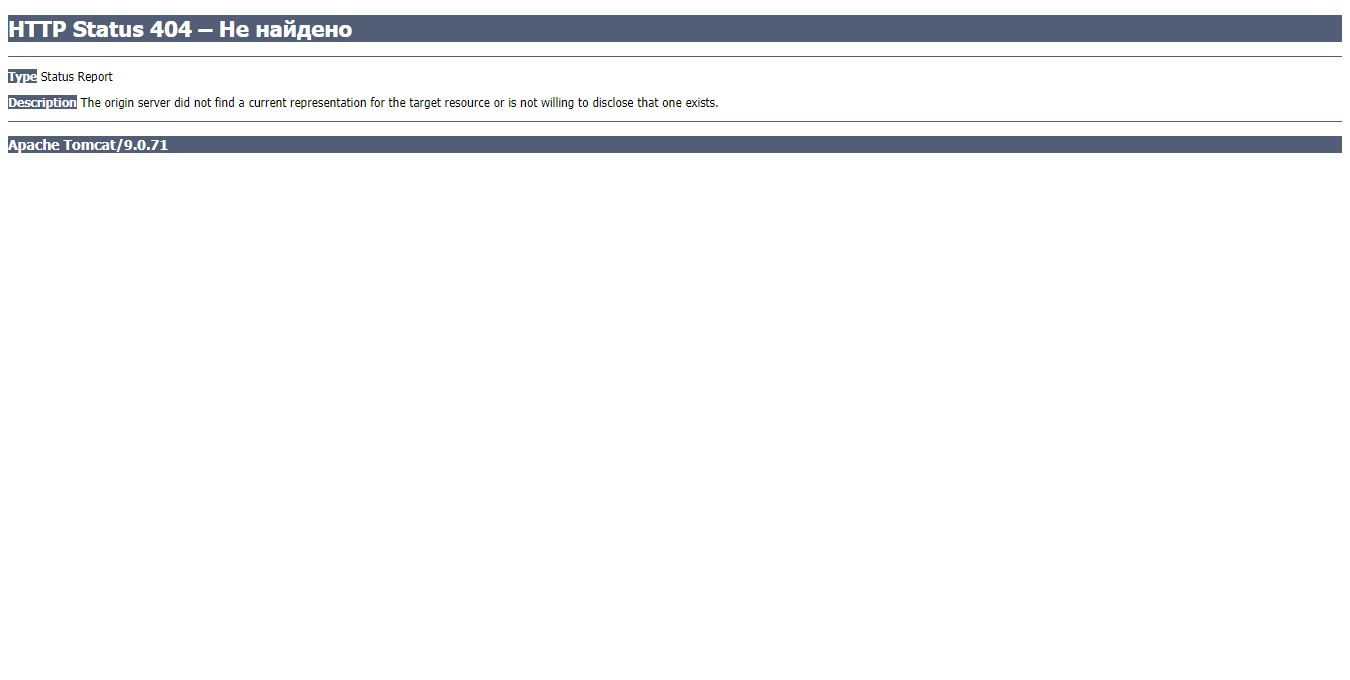 HTTP Status 404 – Не найдено
Type Status Report
Description The origin server did not find a current representation for the target resource or is not willing to disclose that one exists.
Apache Tomcat/9.0.71